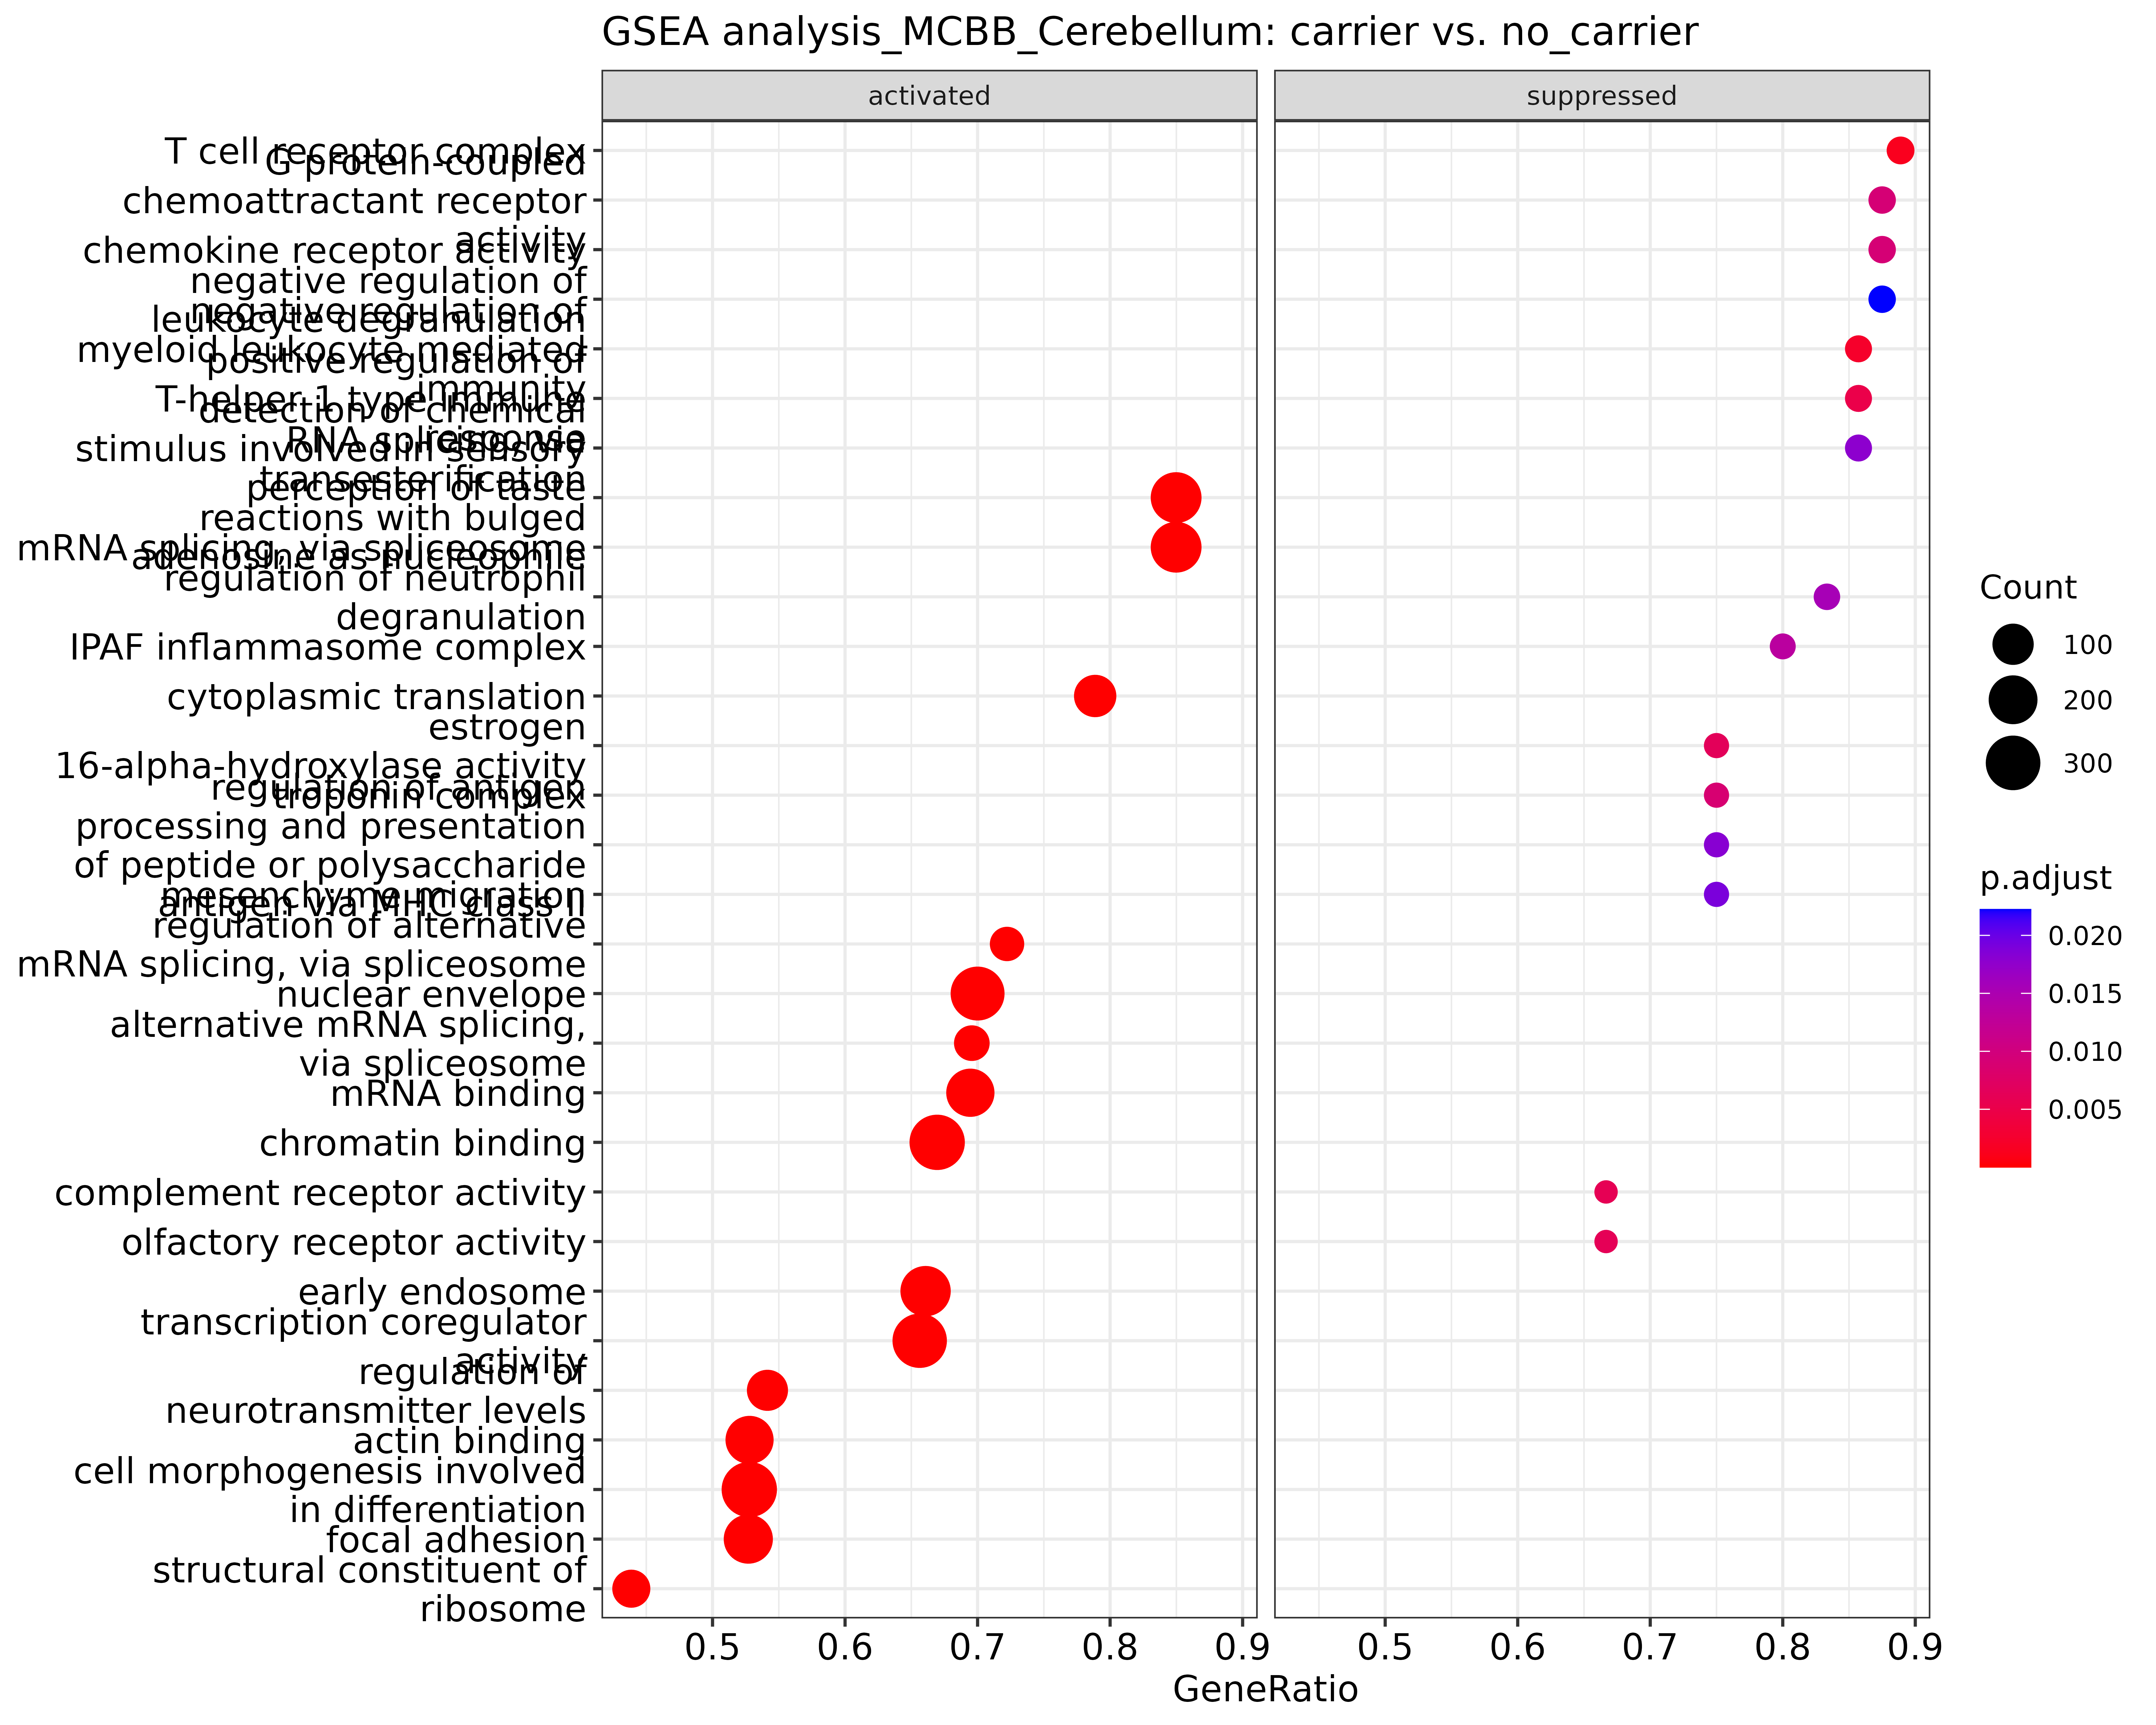 GSEA analysis_MCBB_Cerebellum: carrier vs. no_carrier
activated
suppressed
T cell receptor complex
G protein-coupled
chemoattractant receptor
activity
chemokine receptor activity
negative regulation of
leukocyte degranulation
negative regulation of
myeloid leukocyte mediated
immunity
positive regulation of
T-helper 1 type immune
response
detection of chemical
stimulus involved in sensory
perception of taste
RNA splicing, via
transesterification
reactions with bulged
adenosine as nucleophile
mRNA splicing, via spliceosome
regulation of neutrophil
degranulation
IPAF inflammasome complex
cytoplasmic translation
estrogen
16-alpha-hydroxylase activity
troponin complex
regulation of antigen
processing and presentation
of peptide or polysaccharide
antigen via MHC class II
mesenchyme migration
regulation of alternative
mRNA splicing, via spliceosome
nuclear envelope
alternative mRNA splicing,
via spliceosome
mRNA binding
chromatin binding
complement receptor activity
olfactory receptor activity
early endosome
transcription coregulator
activity
regulation of
neurotransmitter levels
actin binding
cell morphogenesis involved
in differentiation
focal adhesion
structural constituent of
ribosome
0.5 0.6 0.7 0.8 0.9
0.5 0.6 0.7 0.8 0.9
GeneRatio
Count
100
200
300
p.adjust
0.020
0.015
0.010
0.005